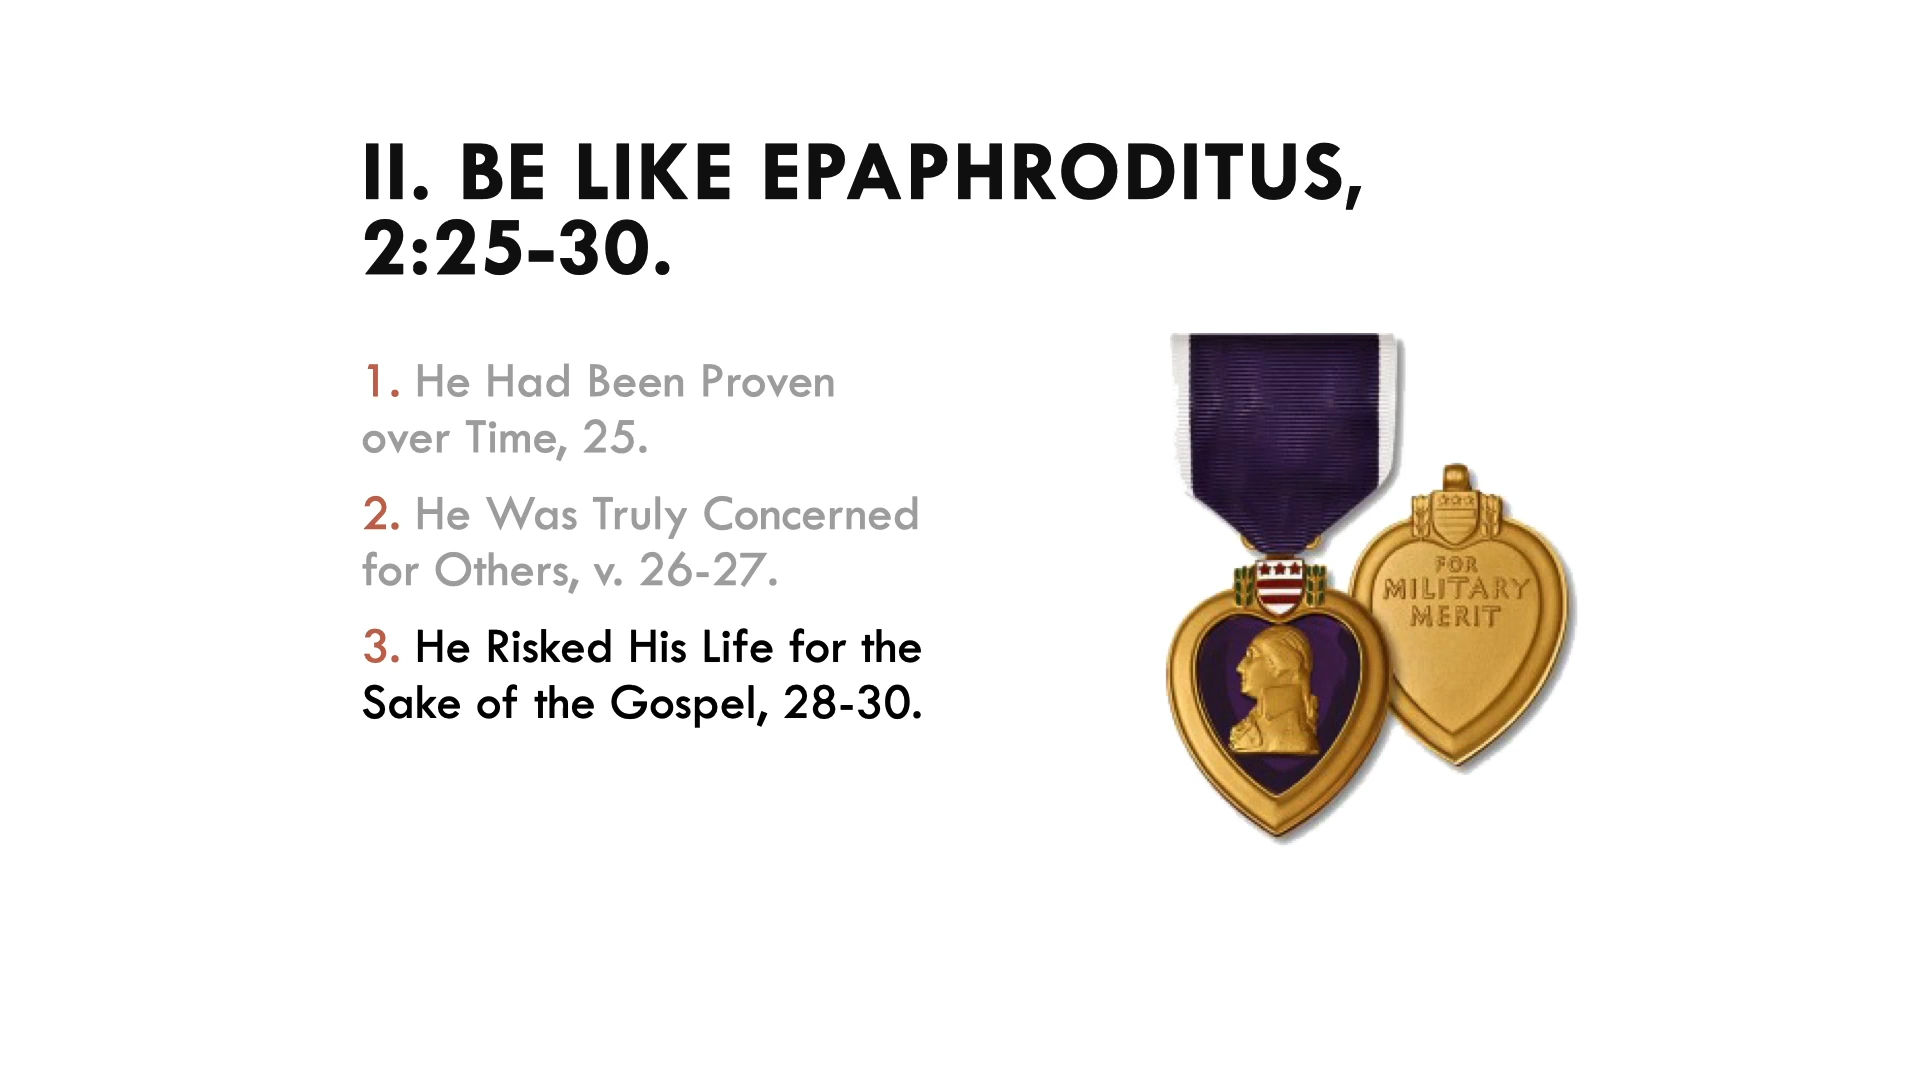 II. BE LIKE EPAPHRODITUS,
2:25-30.
1. He Had Been Proven
over Time, 25.
2. He Was Truly Concerned
for Others, v. 26-27.
3. He Risked His Life for the
Sake of the Gospel, 28-30.
FOR
MILITARY
MERIT